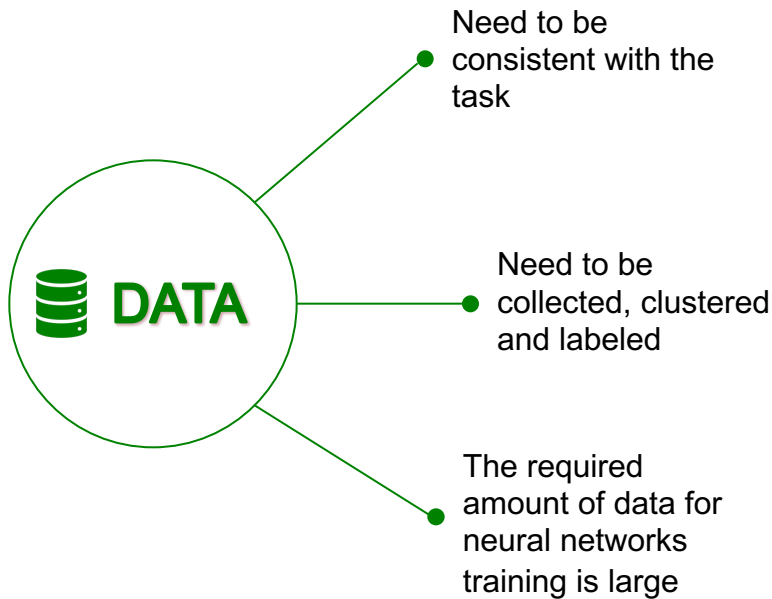 Need to be
consistent with the
task
DATA
Need to be
collected, clustered
and labeled
The required
amount of data for
neural networks
training is large